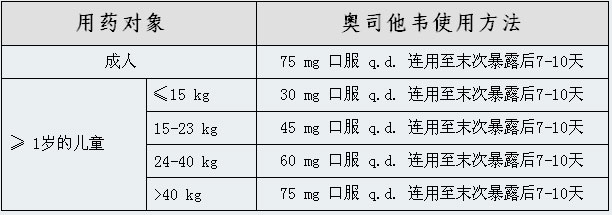 用药对象 奥司他韦使用方法
成人 75 mg 口服 q.d. 连用至末次暴露后7-10天
≥ 1岁的儿童
≤15 kg 30 mg 口服 q.d. 连用至末次暴露后7-10天
15-23 kg 45 mg 口服 q.d. 连用至末次暴露后7-10天
24-40 kg 60 mg 口服 q.d. 连用至末次暴露后7-10天
>40 kg 75 mg 口服 q.d. 连用至末次暴露后7-10天